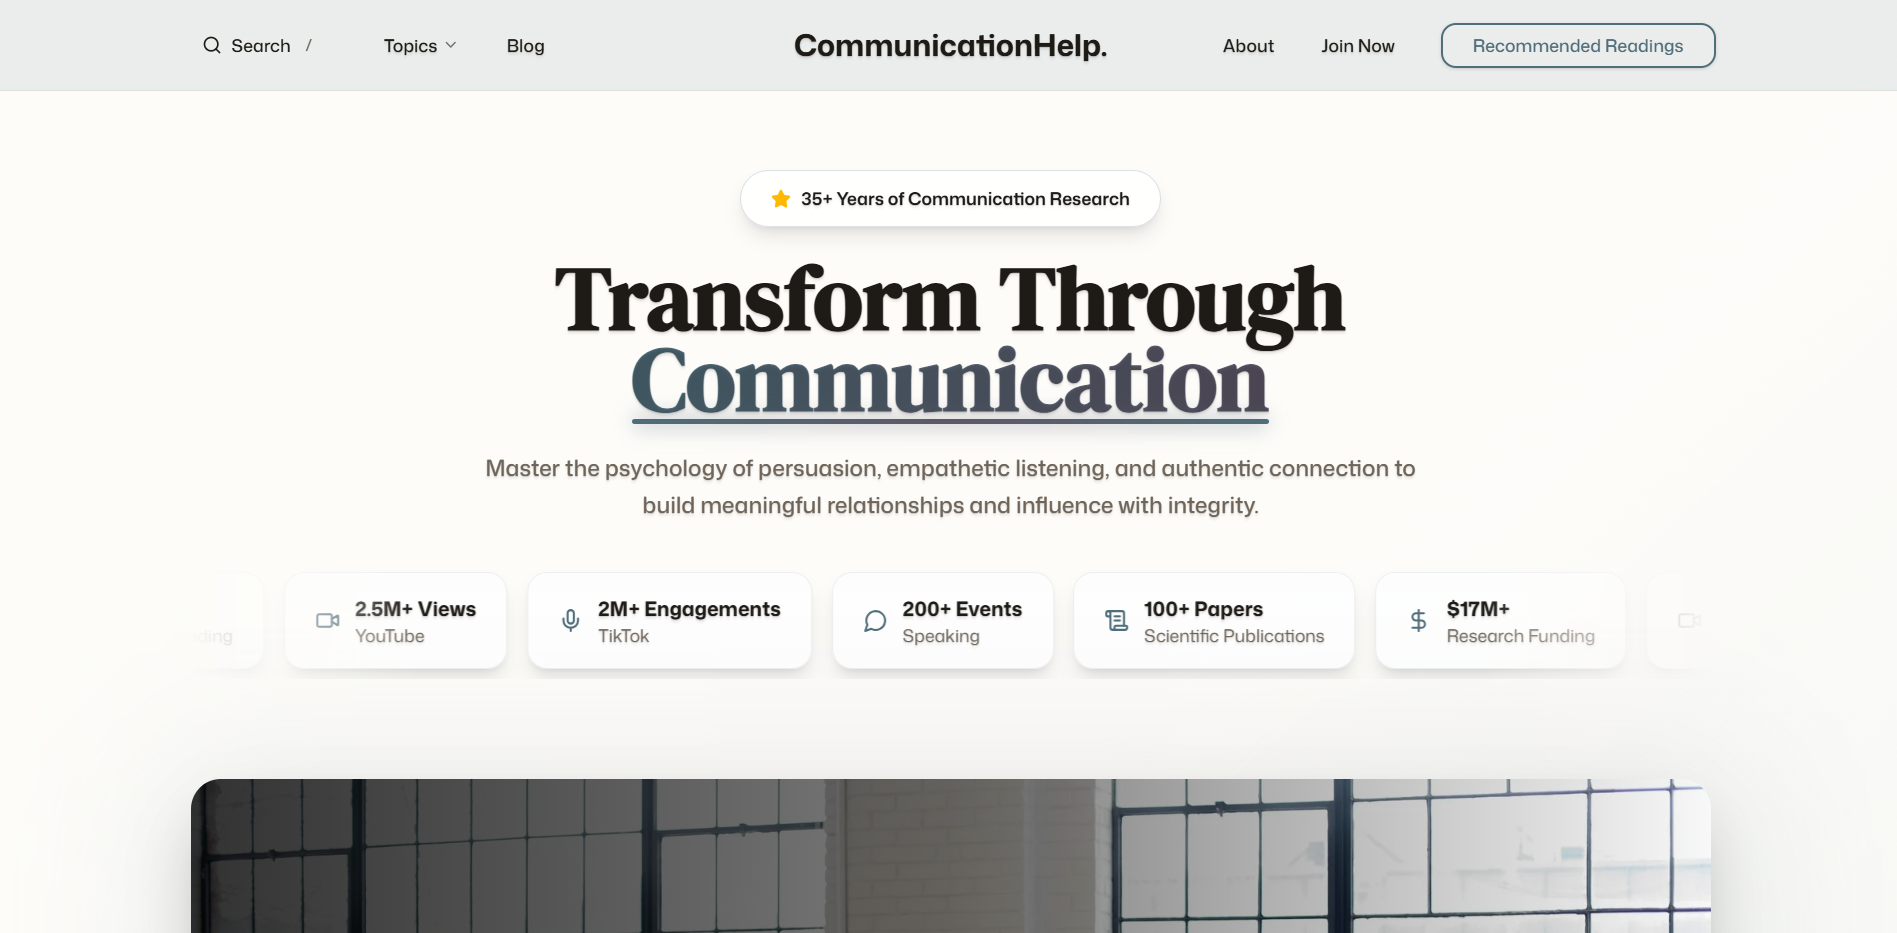 Search /
Topics
Blog
CommunicationHelp.
About
Join Now
Recommended Readings
35+ Years of Communication Research
Transform Through
Communication
Master the psychology of persuasion, empathetic listening, and authentic connection to
build meaningful relationships and influence with integrity.
2.5M+ Views
YouTube
2M+ Engagements
TikTok
200+ Events
Speaking
100+ Papers
Scientific Publications
$17M+
Research Funding